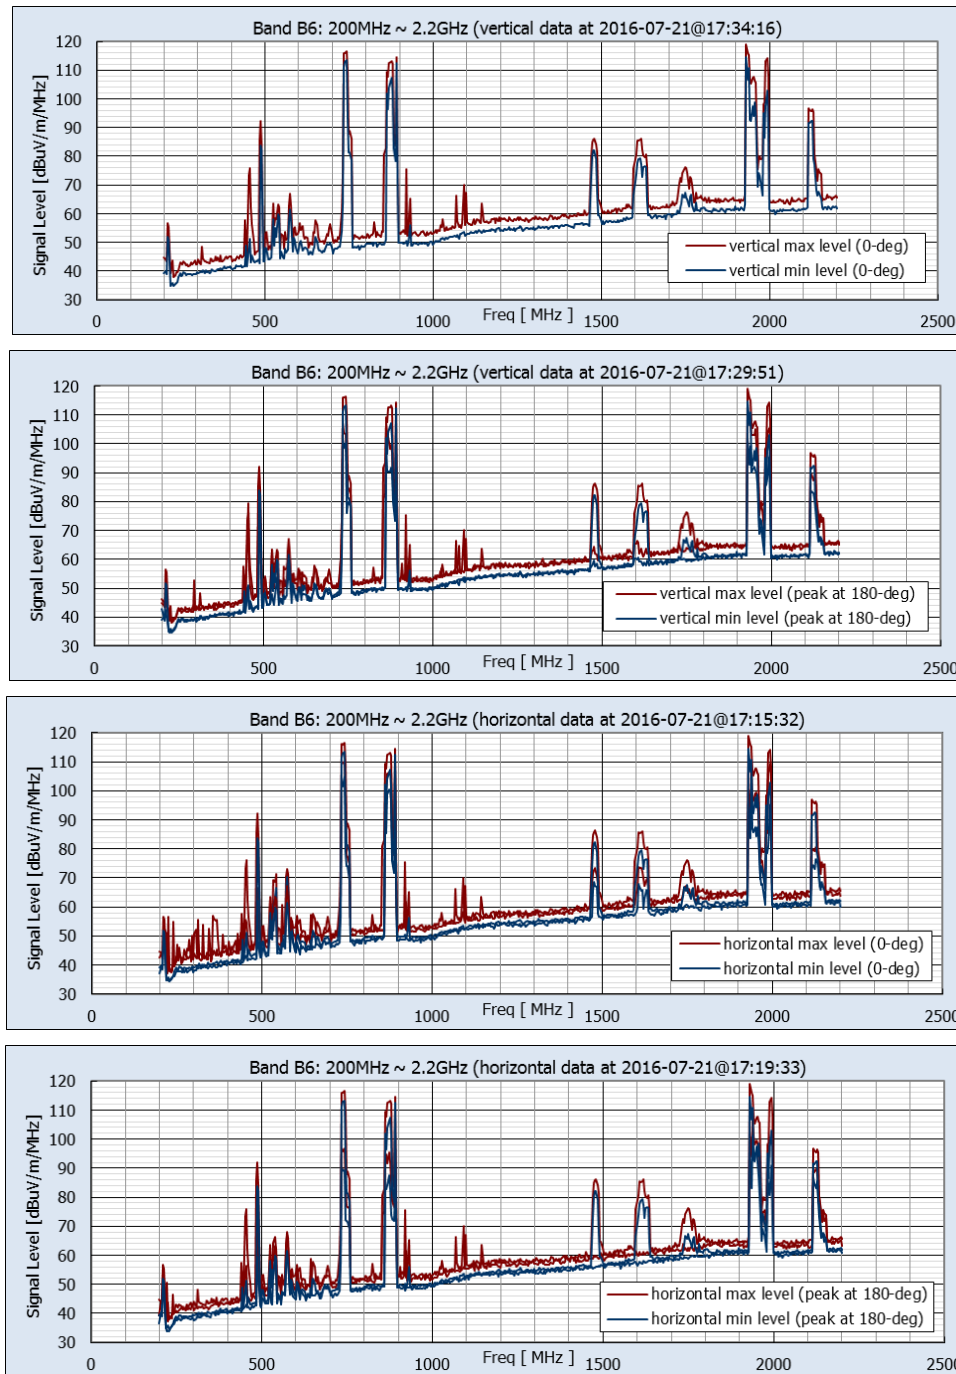 Band B6: 200MHz ~ 2.2GHz (vertical data at 2016-07-21@17:34:16)
Signal Level [dBuV/m/MHz]
120
110
100
90
80
70
60
50
40
30
vertical max level (0-deg)
vertical min level (0-deg)
0 500 1000 1500 2000 2500
Freq [ MHz ]
Band B6: 200MHz ~ 2.2GHz (vertical data at 2016-07-21@17:29:51)
Signal Level [dBuV/m/MHz]
120
110
100
90
80
70
60
50
40
30
vertical max level (peak at 180-deg)
vertical min level (peak at 180-deg)
0 500 1000 1500 2000 2500
Freq [ MHz ]
Band B6: 200MHz ~ 2.2GHz (horizontal data at 2016-07-21@17:15:32)
Signal Level [dBuV/m/MHz]
120
110
100
90
80
70
60
50
40
30
horizontal max level (0-deg)
horizontal min level (0-deg)
0 500 1000 1500 2000 2500
Freq [ MHz ]
Band B6: 200MHz ~ 2.2GHz (horizontal data at 2016-07-21@17:19:33)
Signal Level [dBuV/m/MHz]
120
110
100
90
80
70
60
50
40
30
horizontal max level (peak at 180-deg)
horizontal min level (peak at 180-deg)
0 500 1000 1500 2000 2500
Freq [ MHz ]